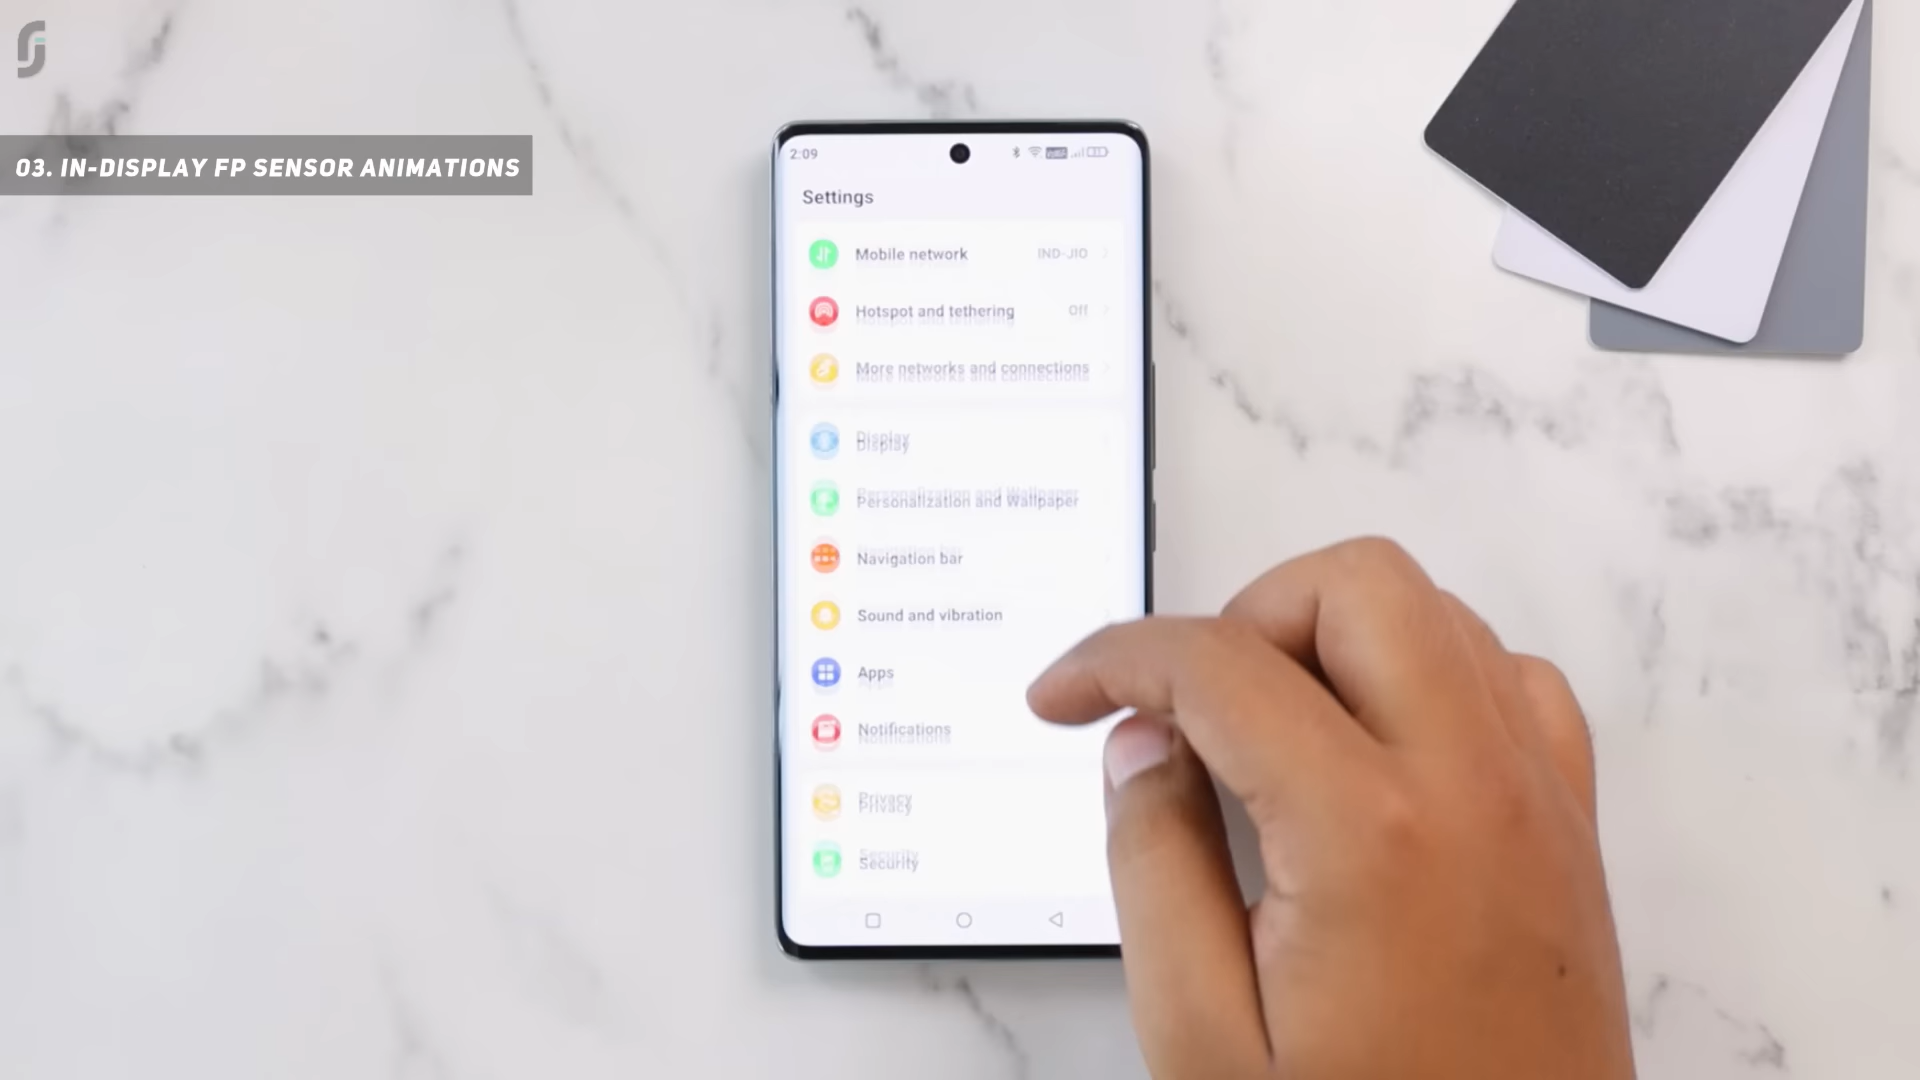 03. IN-DISPLAY FP SENSOR ANIMATIONS
2:09
Settings
Mobile network IND-JIO
Hotspot and tethering Off
More networks and connections
Display
Personalization and Wallpaper
Navigation bar
Sound and vibration
Apps
Notifications
Privacy
Security